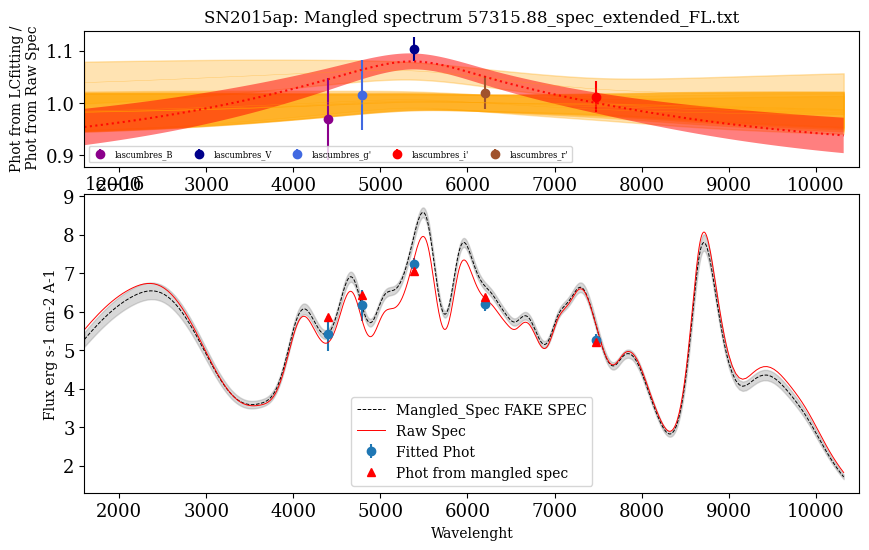 SN2015ap: Mangled spectrum 57315.88_spec_extended_FL.txt
Phot from LCfitting /
Phot from Raw Spec
1.1
1.0
0.9
lascumbres_B lascumbres_V lascumbres_g' lascumbres_i' lascumbres_r'
2000 3000 4000 5000 6000 7000 8000 9000 10000
1e−16
Flux erg s-1 cm-2 A-1
9
8
7
6
5
4
3
2
Mangled_Spec FAKE SPEC
Raw Spec
Fitted Phot
Phot from mangled spec
2000 3000 4000 5000 6000 7000 8000 9000 10000
Wavelenght